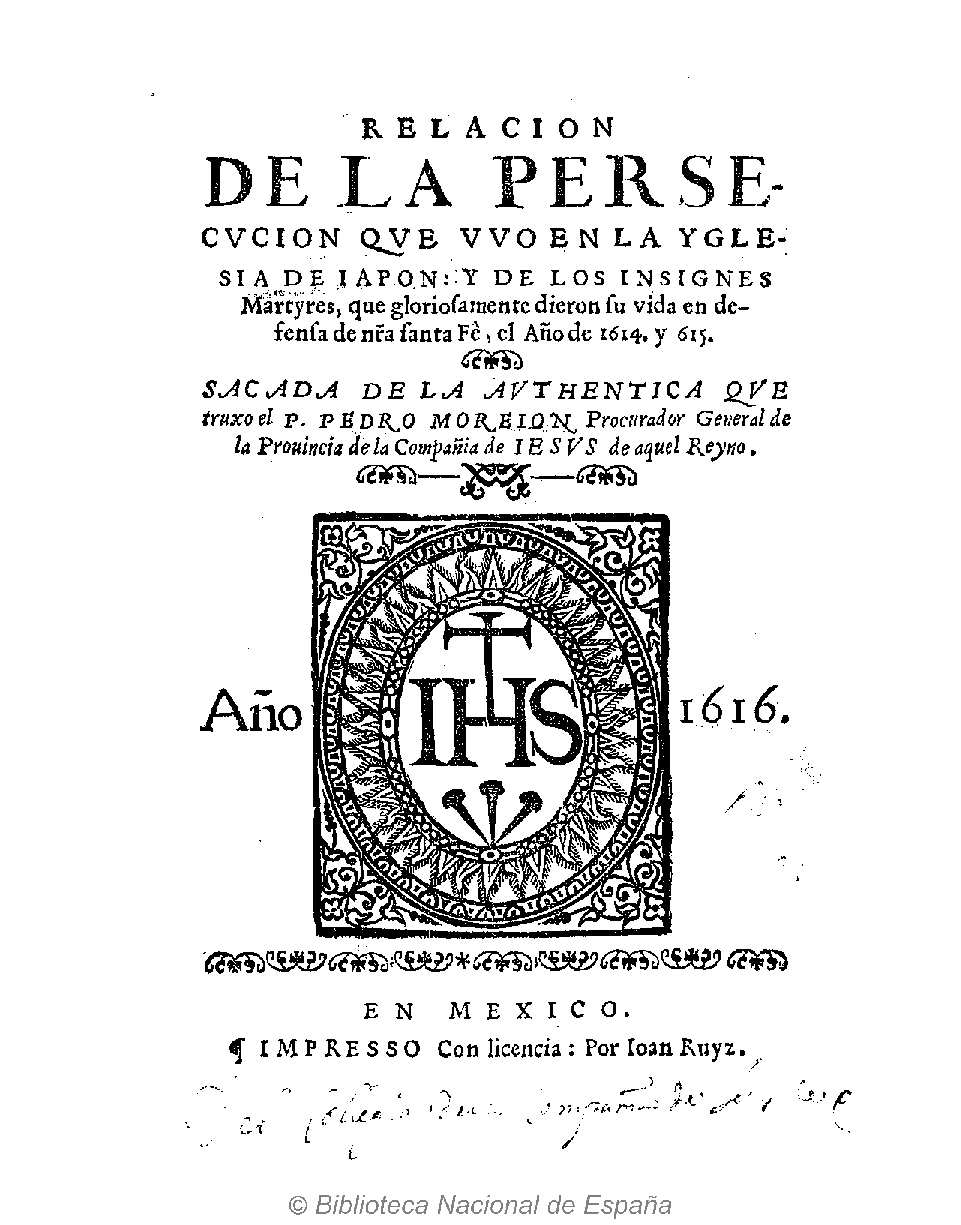 RELACION
DE LA PERSE-
CVCION QVE VVO EN LA YGLE-
SIA DE IAPON: Y DE LOS INSIGNES
Martyres, que glorioſamente dieron ſu vida en de-
fenſa de nr̃a ſanta Fè, el Año de 1614. y 615.
SACADA DE LA AVTHENTICA QVE
truxo el P. PEDRO MOREION, Procurador General de
la Prouincia de la Compañia de IESVS de aquel Reyno.
IHS
Año 1616.
EN MEXICO.
¶ IMPRESSO Con licencia: Por Ioan Ruyz.
© Biblioteca Nacional de España